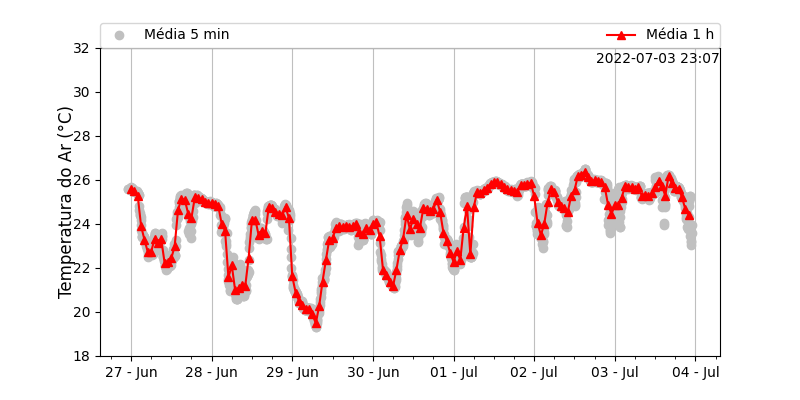 Média 5 min
Média 1 h
2022-07-03 23:07
Temperatura do Ar (°C)
32
30
28
26
24
22
20
18
27 - Jun
28 - Jun
29 - Jun
30 - Jun
01 - Jul
02 - Jul
03 - Jul
04 - Jul